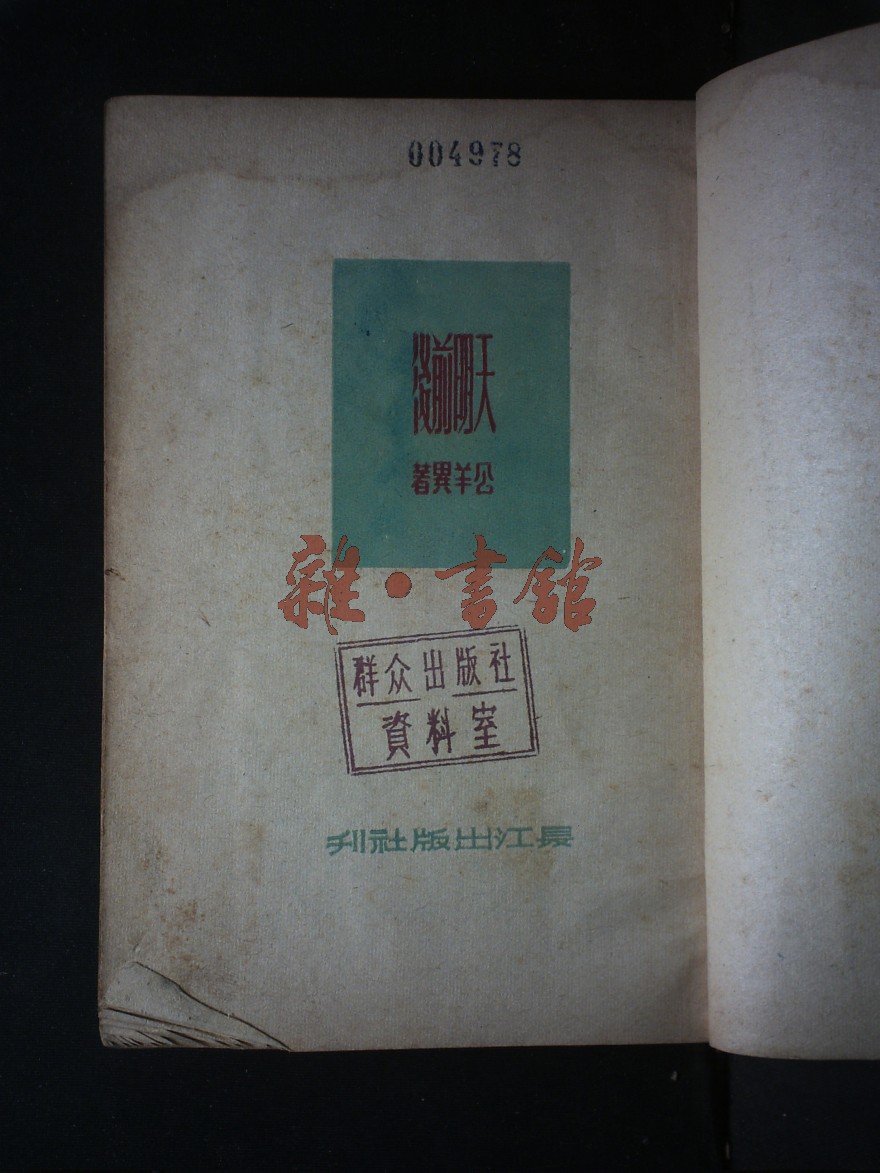 004978
天明前後
公羊異著
雜·書館
群众出版社
資料室
長江出版社刋